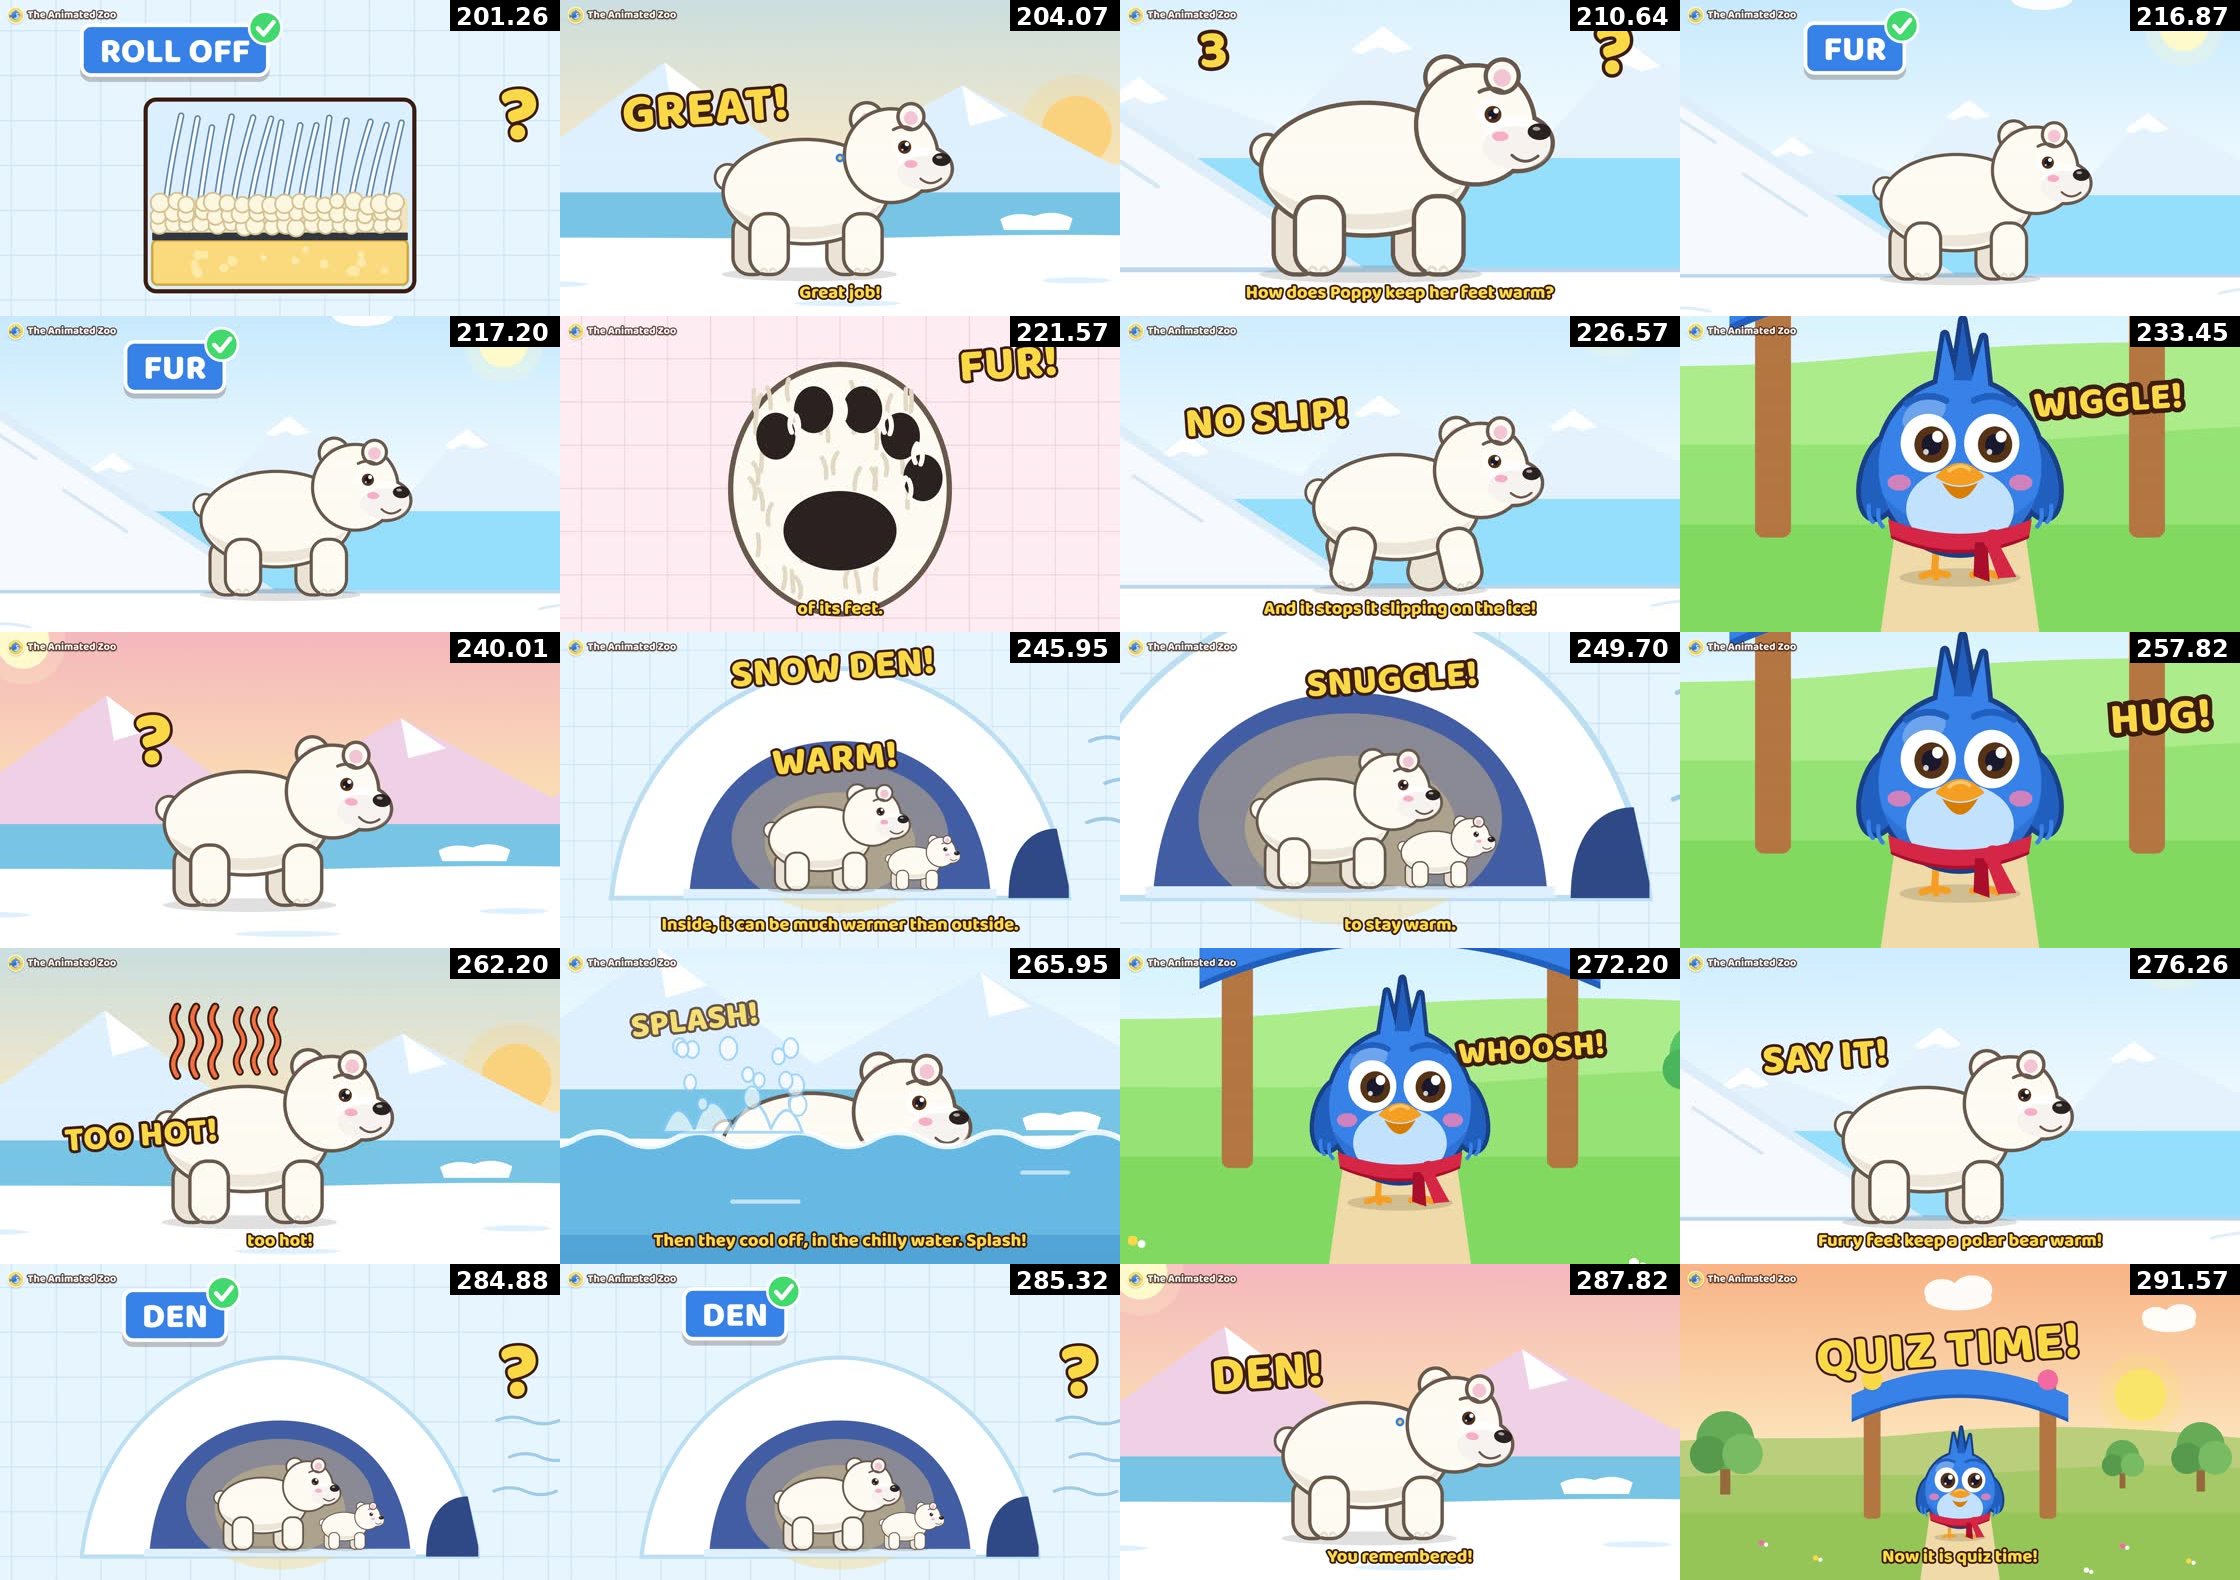 The Animated Zoo
201.26
ROLL OFF
?
The Animated Zoo
204.07
GREAT!
Great job!
The Animated Zoo
210.64
3
?
How does Poppy keep her feet warm?
The Animated Zoo
216.87
FUR
The Animated Zoo
217.20
FUR
The Animated Zoo
221.57
FUR!
of its feet.
The Animated Zoo
226.57
NO SLIP!
And it stops it slipping on the ice!
The Animated Zoo
233.45
WIGGLE!
The Animated Zoo
240.01
?
The Animated Zoo
245.95
SNOW DEN!
WARM!
Inside, it can be much warmer than outside.
The Animated Zoo
249.70
SNUGGLE!
to stay warm.
The Animated Zoo
257.82
HUG!
The Animated Zoo
262.20
TOO HOT!
too hot!
The Animated Zoo
265.95
SPLASH!
Then they cool off, in the chilly water. Splash!
The Animated Zoo
272.20
WHOOSH!
The Animated Zoo
276.26
SAY IT!
Furry feet keep a polar bear warm!
The Animated Zoo
284.88
DEN
?
The Animated Zoo
285.32
DEN
?
The Animated Zoo
287.82
DEN!
You remembered!
The Animated Zoo
291.57
QUIZ TIME!
Now it is quiz time!